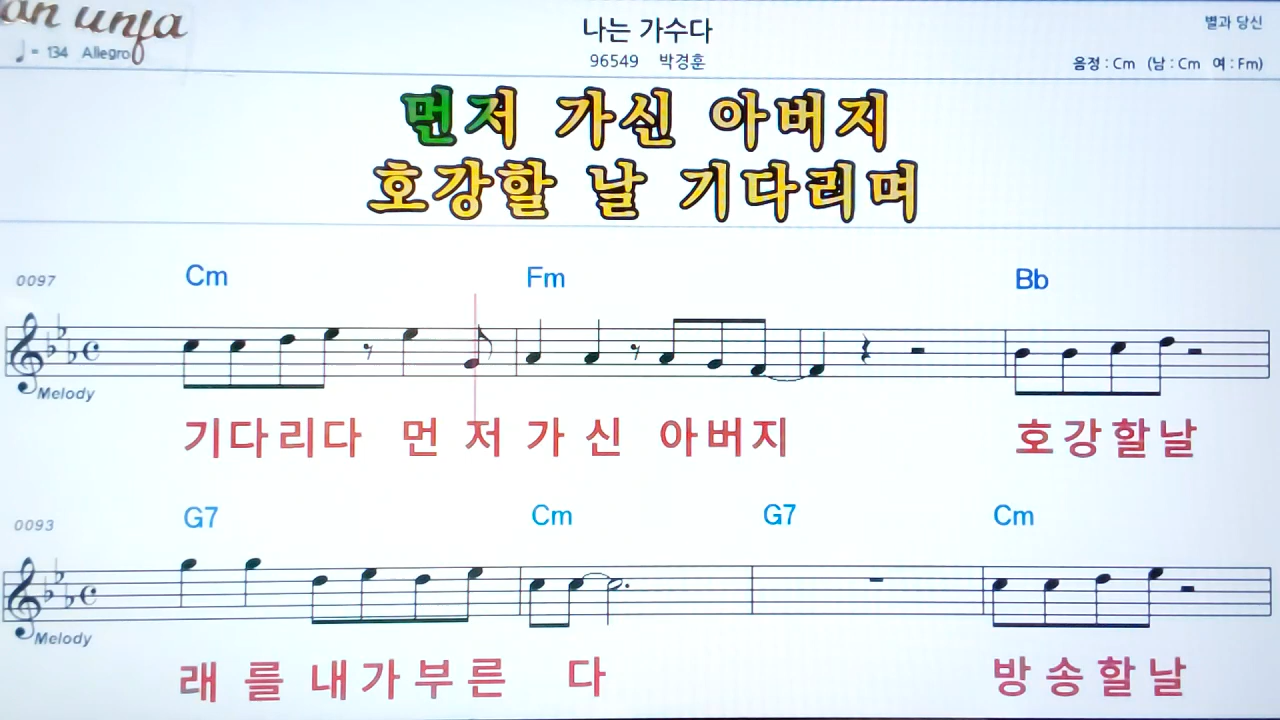 an unja
나는 가수다
별과 당신
♩= 134 Allegro
96549 박경훈
음정 : Cm (남 : Cm 여 : Fm)
먼저 가신 아버지
호강할 날 기다리며
0097
Cm Fm Bb
Melody
기다리다 먼 저 가 신 아버지 호강할날
0093
G7 Cm G7 Cm
Melody
래 를 내가부른 다 방송할날